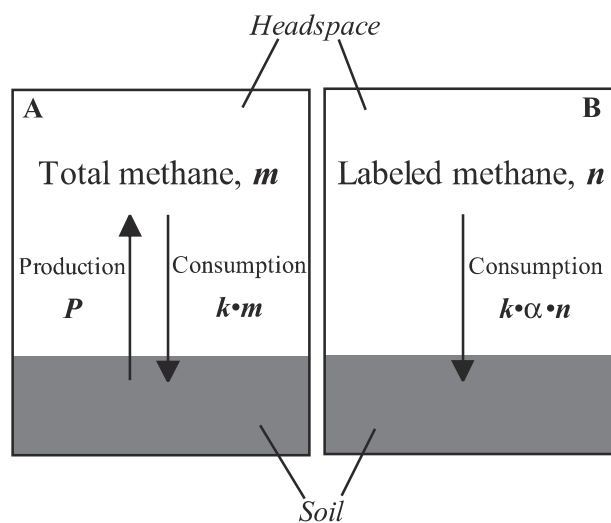 Headspace
A
Total methane, m
Production
P
Consumption
k•m
B
Labeled methane, n
Consumption
k•α•n
Soil